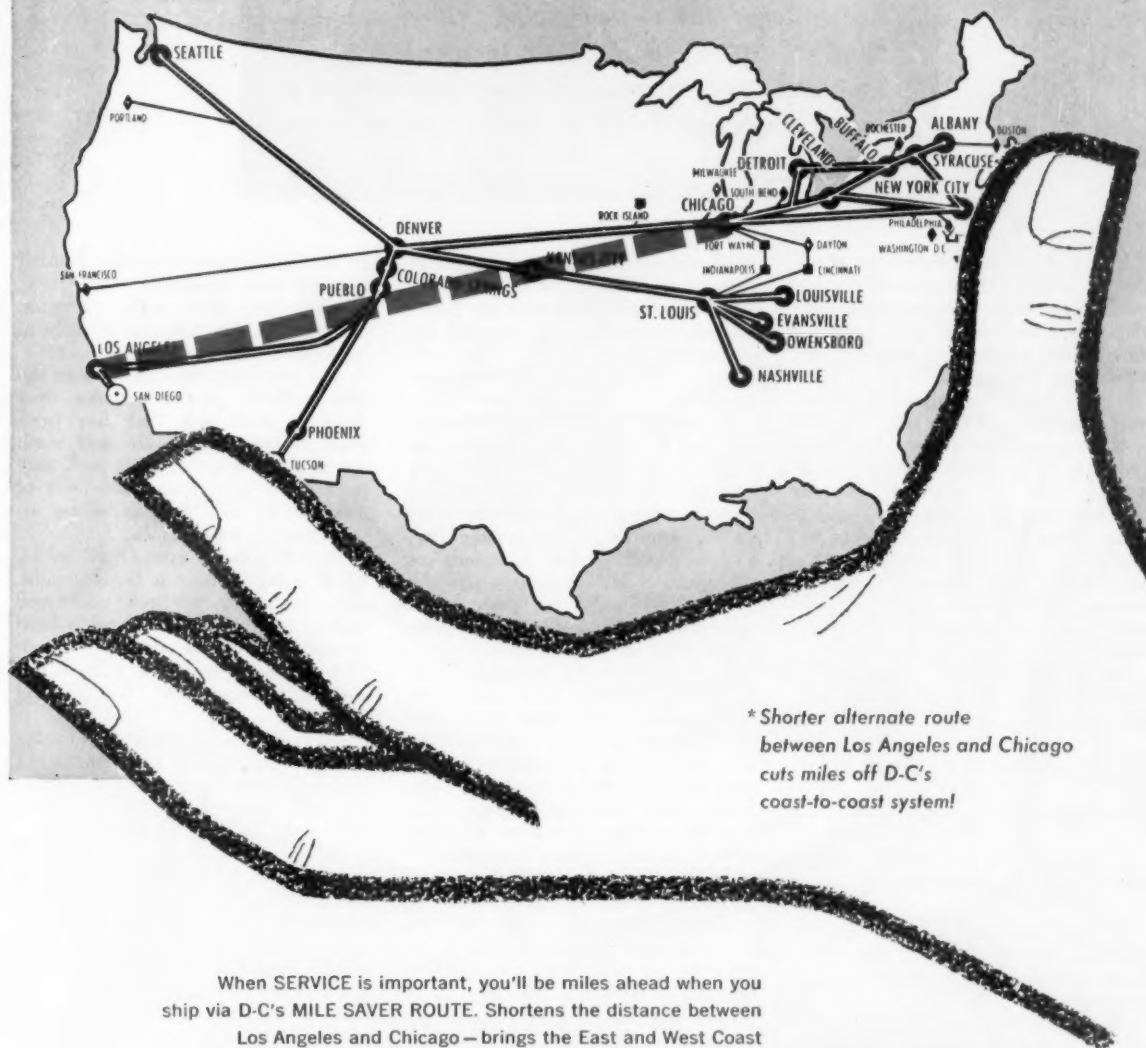 SEATTLE
PORTLAND
SAN FRANCISCO
LOS ANGELES
SAN DIEGO
PHOENIX
TUCSON
DENVER
COLORADO SPRINGS
PUEBLO
KANSAS CITY
ROCK ISLAND
MILWAUKEE
CHICAGO
SOUTH BEND
DETROIT
CLEVELAND
BUFFALO
ROCHESTER
ALBANY
BOSTON
SYRACUSE
NEW YORK CITY
PHILADELPHIA
WASHINGTON D.C.
FORT WAYNE
DAYTON
INDIANAPOLIS
CINCINNATI
ST. LOUIS
LOUISVILLE
EVANSVILLE
OWENSBORO
NASHVILLE
* Shorter alternate route
between Los Angeles and Chicago
cuts miles off D-C's
coast-to-coast system!
When SERVICE is important, you'll be miles ahead when you
ship via D-C's MILE SAVER ROUTE. Shortens the distance between
Los Angeles and Chicago — brings the East and West Coast